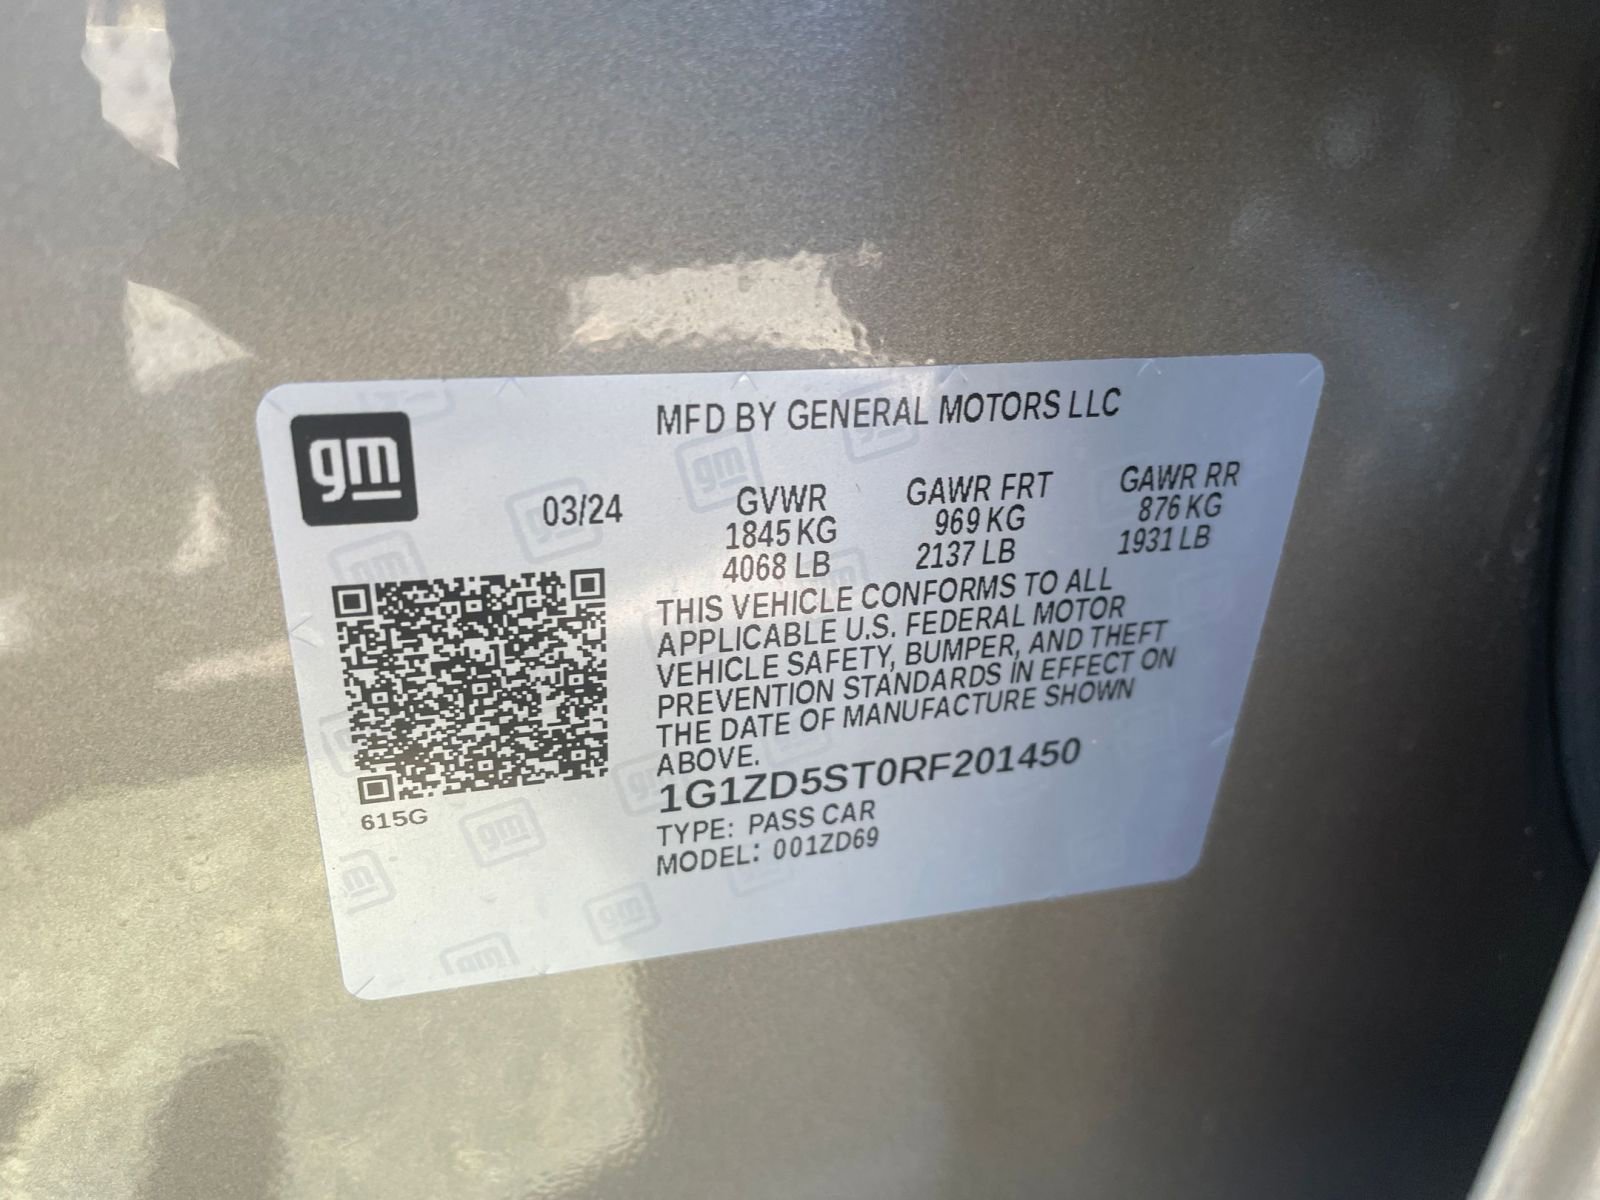 gm
MFD BY GENERAL MOTORS LLC
03/24
GVWR
1845 KG
4068 LB
GAWR FRT
969 KG
2137 LB
GAWR RR
876 KG
1931 LB
THIS VEHICLE CONFORMS TO ALL
APPLICABLE U.S. FEDERAL MOTOR
VEHICLE SAFETY, BUMPER, AND THEFT
PREVENTION STANDARDS IN EFFECT ON
THE DATE OF MANUFACTURE SHOWN
ABOVE.
1G1ZD5ST0RF201450
TYPE: PASS CAR
MODEL: 001ZD69
615G